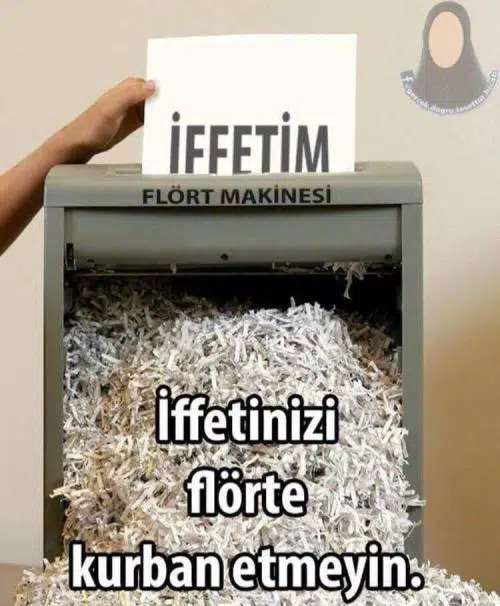 İFFETİM
FLÖRT MAKİNESİ
İffetinizi
flörte
kurban etmeyin.